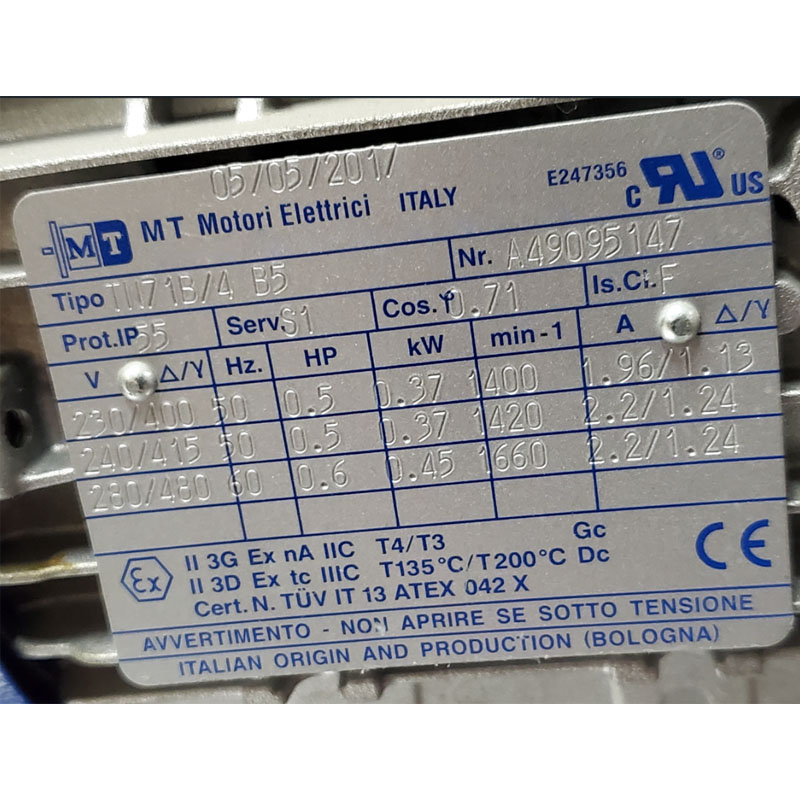 05/05/2017
MT MT Motori Elettrici ITALY E247356 c RU® US
Tipo 71B/4 B5 Nr. A49095147
Prot.IP 55 Serv. S1 Cos.φ 0.71 Is.Cl. F
V Δ/Y Hz. HP kW min-1 A Δ/Y
230/400 50 0.5 0.37 1400 1.96/1.13
240/415 50 0.5 0.37 1420 2.2/1.24
280/480 60 0.6 0.45 1660 2.2/1.24
Ex II 3G Ex nA IIC T4/T3 Gc CE
II 3D Ex tc IIIC T135°C/T200°C Dc
Cert.N. TÜV IT 13 ATEX 042 X
AVVERTIMENTO - NON APRIRE SE SOTTO TENSIONE
ITALIAN ORIGIN AND PRODUCTION (BOLOGNA)